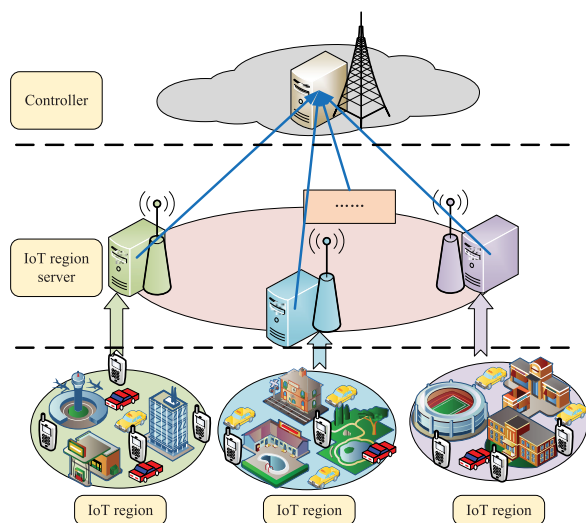 Controller
......
IoT region
server
IoT region
IoT region
IoT region